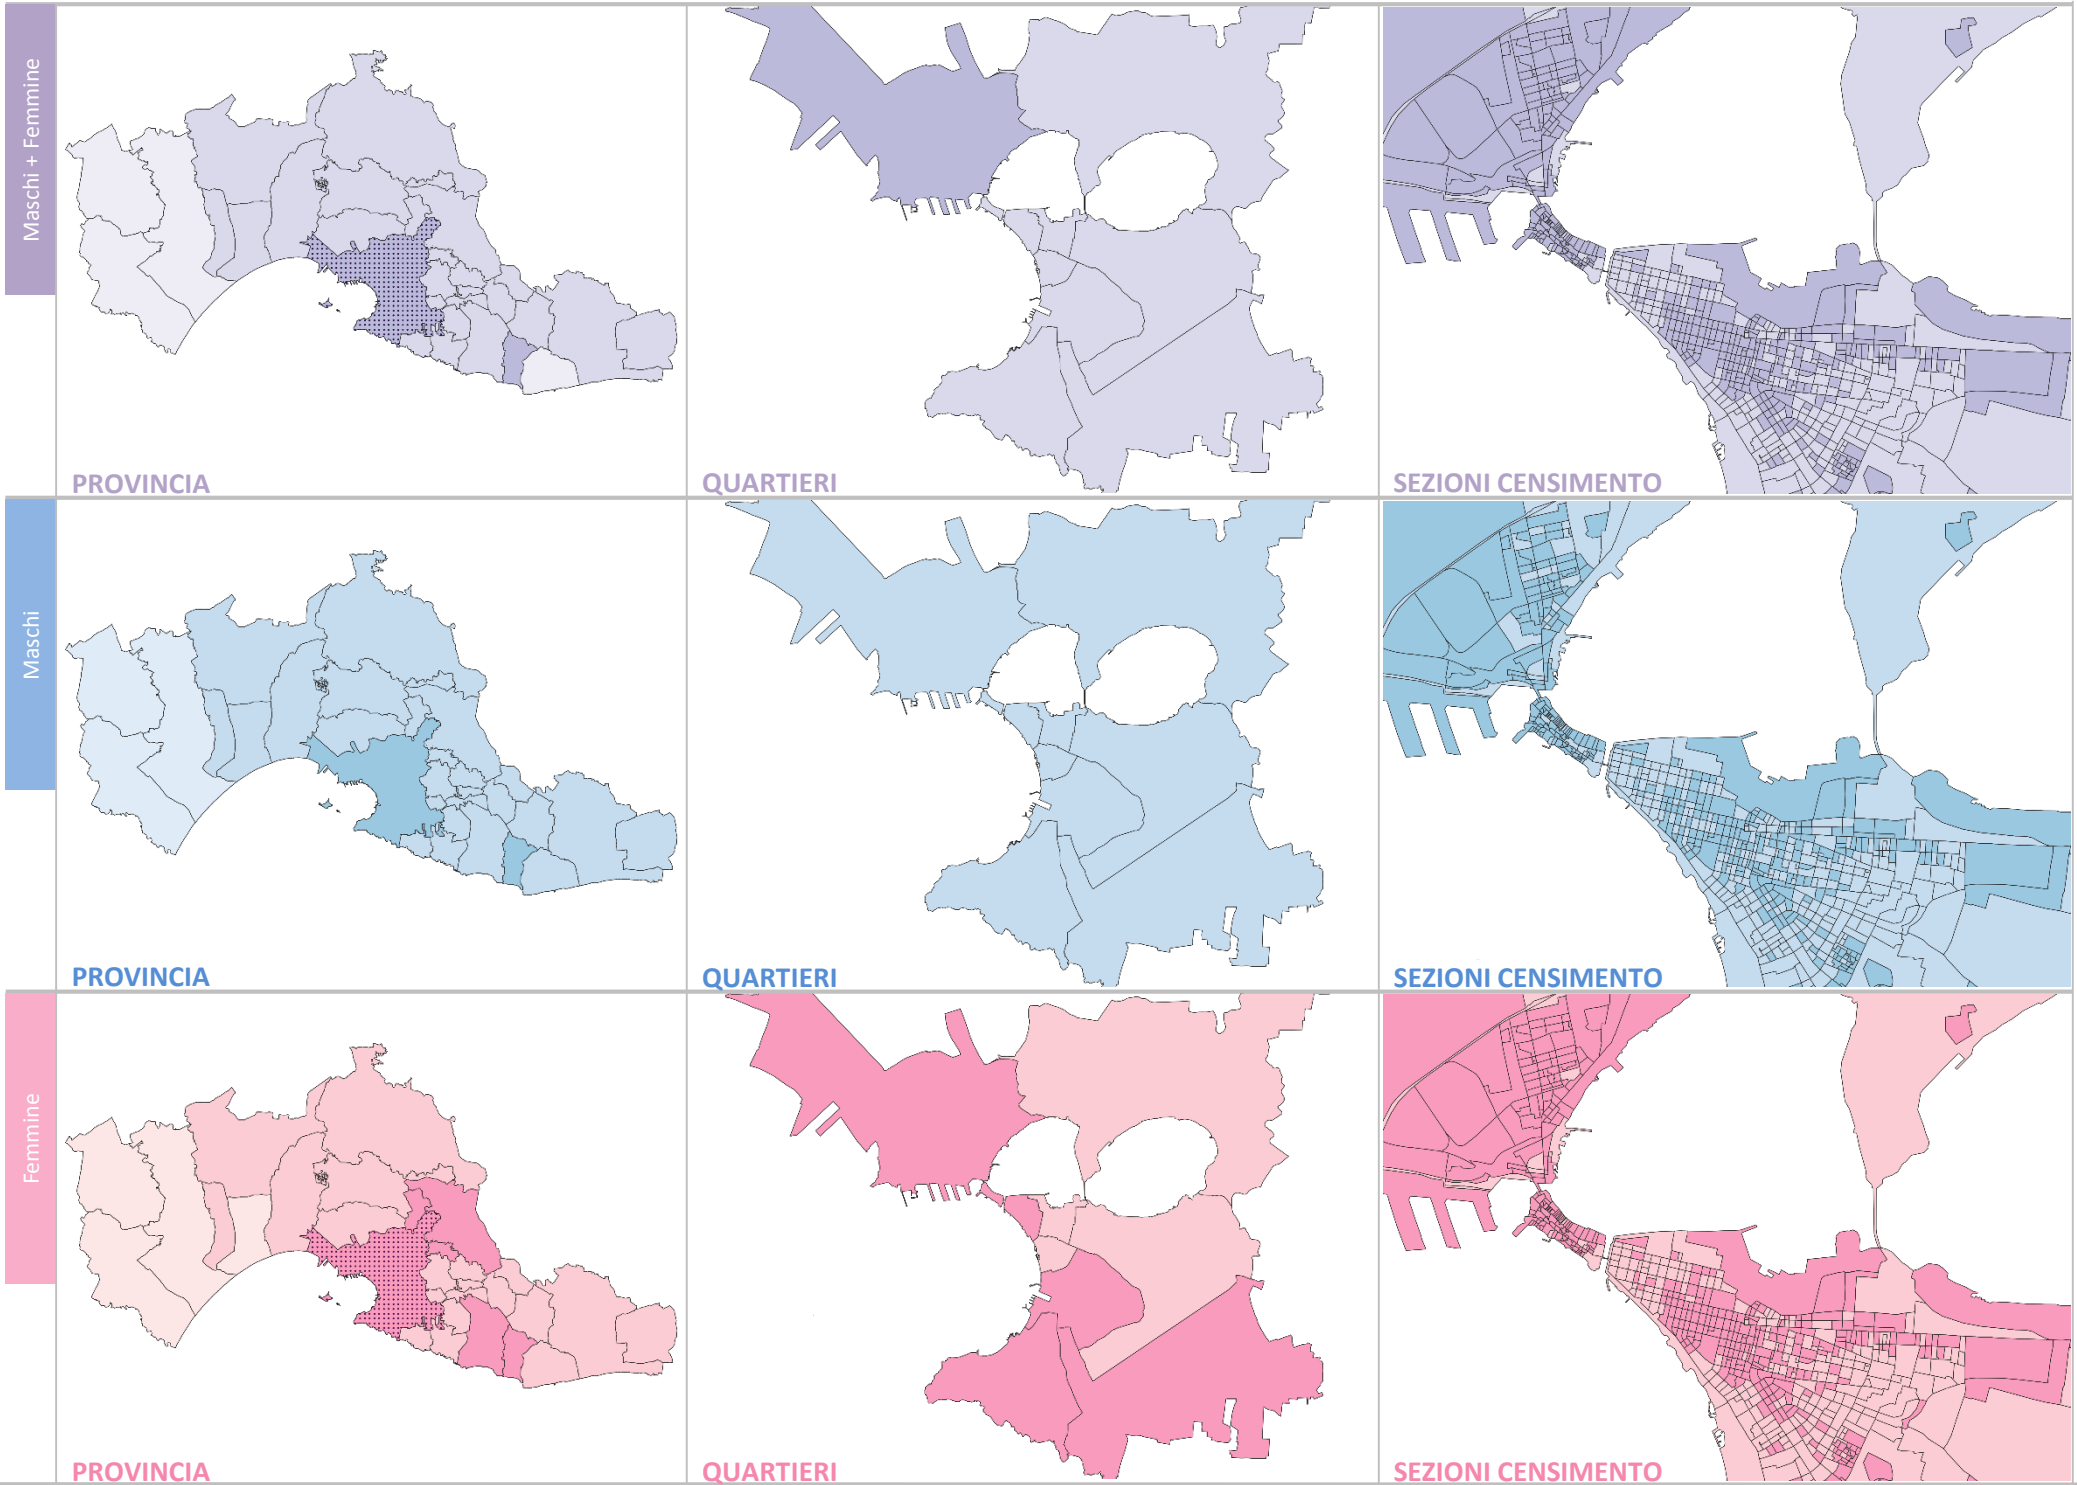 Maschi + Femmine
PROVINCIA
QUARTIERI
SEZIONI CENSIMENTO
Maschi
PROVINCIA
QUARTIERI
SEZIONI CENSIMENTO
Femmine
PROVINCIA
QUARTIERI
SEZIONI CENSIMENTO